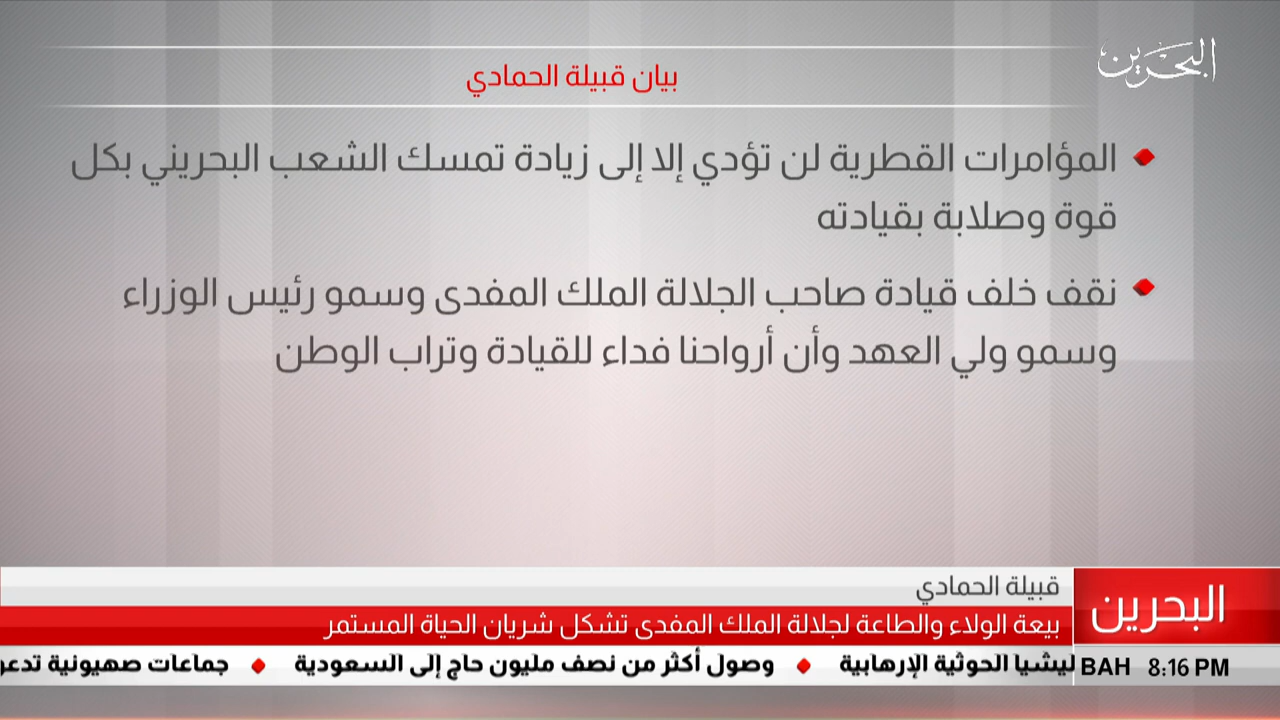 البحرين
بيان قبيلة الحمادي
المؤامرات القطرية لن تؤدي إلا إلى زيادة تمسك الشعب البحريني بكل
قوة وصلابة بقيادته
نقف خلف قيادة صاحب الجلالة الملك المفدى وسمو رئيس الوزراء
وسمو ولي العهد وأن أرواحنا فداء للقيادة وتراب الوطن
قبيلة الحمادي
البحرين
بيعة الولاء والطاعة لجلالة الملك المفدى تشكل شريان الحياة المستمر
BAH 8:16 PM
ليشيا الحوثية الإرهابية ♦ وصول أكثر من نصف مليون حاج إلى السعودية ♦ جماعات صهيونية تدعو